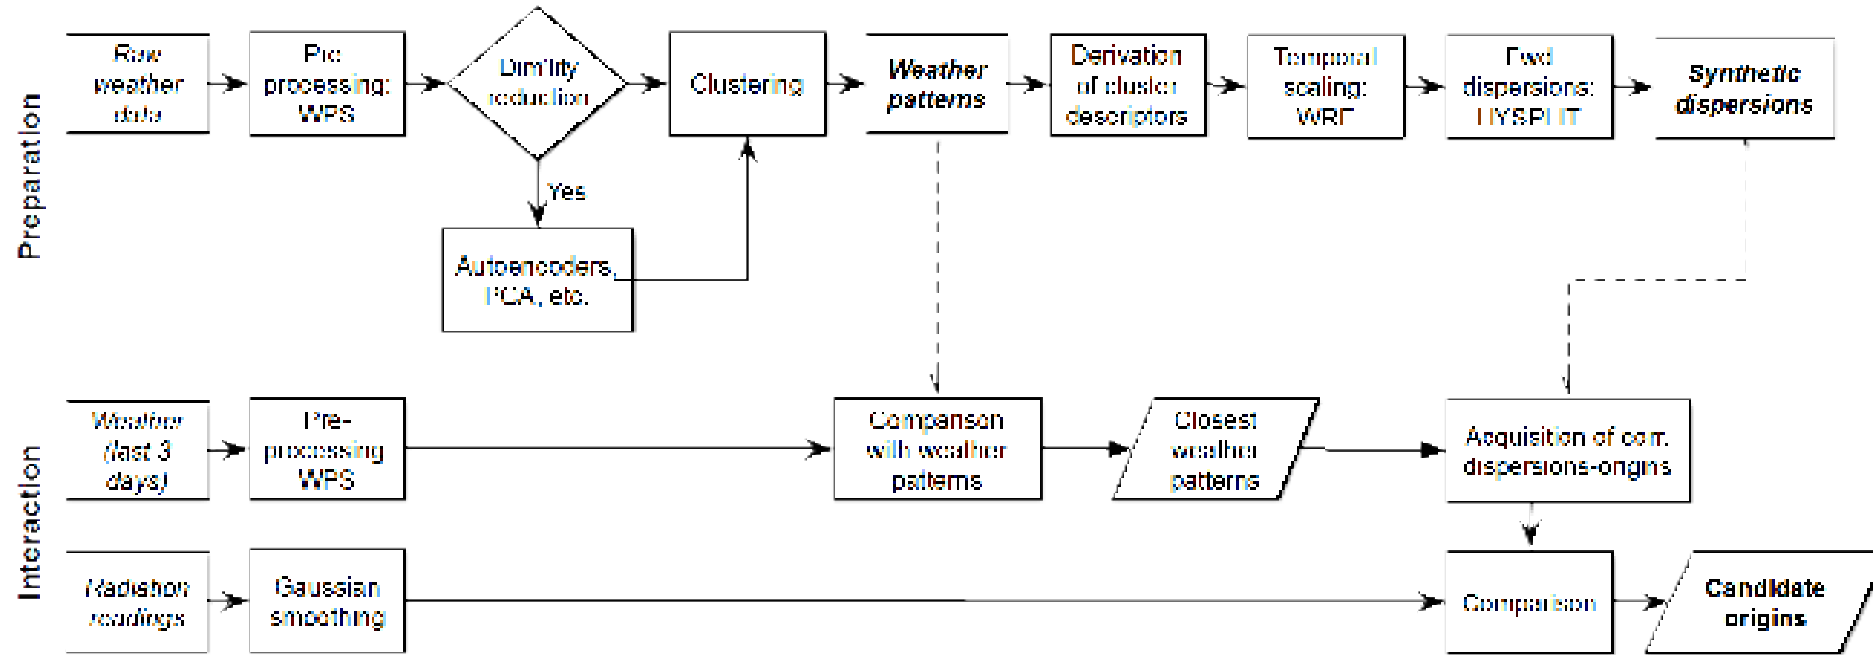 Preparation
Raw
weather
data
Pre
processing:
WPS
Dim'lity
reduction
Yes
Autoencoders,
PCA, etc.
Clustering
Weather
patterns
Derivation
of cluster
descriptors
Temporal
scaling:
WRF
Fwd
dispersions:
HYSPLIT
Synthetic
dispersions
Interaction
Weather
(last 3
days)
Pre-
processing
WPS
Comparison
with weather
patterns
Closest
weather
patterns
Acquisition of corr.
dispersions-origins
Radiation
readings
Gaussian
smoothing
Comparison
Candidate
origins